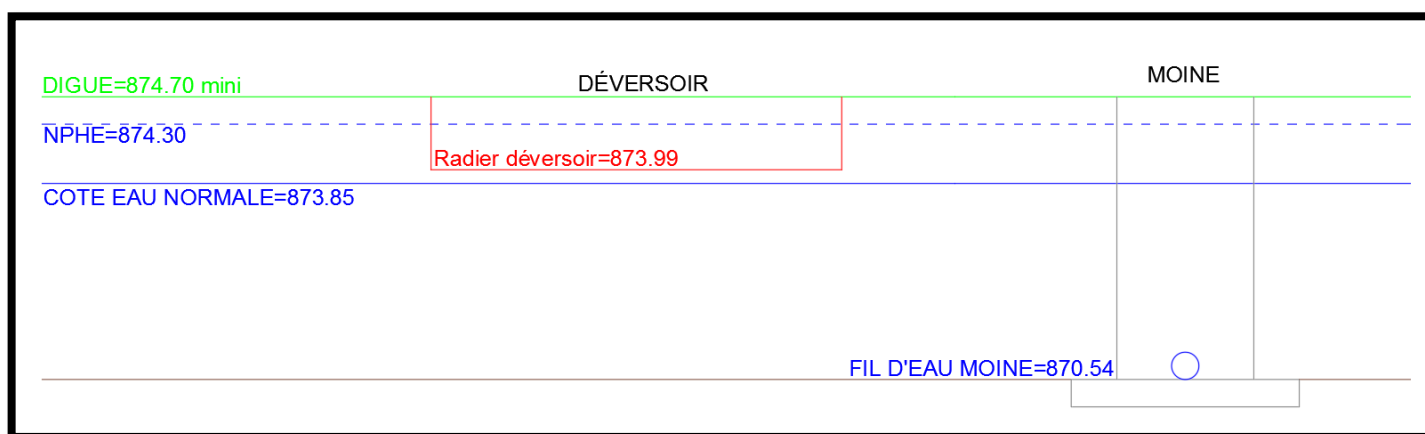 DIGUE=874.70 mini
DÉVERSOIR
MOINE
NPHE=874.30
Radier déversoir=873.99
COTE EAU NORMALE=873.85
FIL D'EAU MOINE=870.54